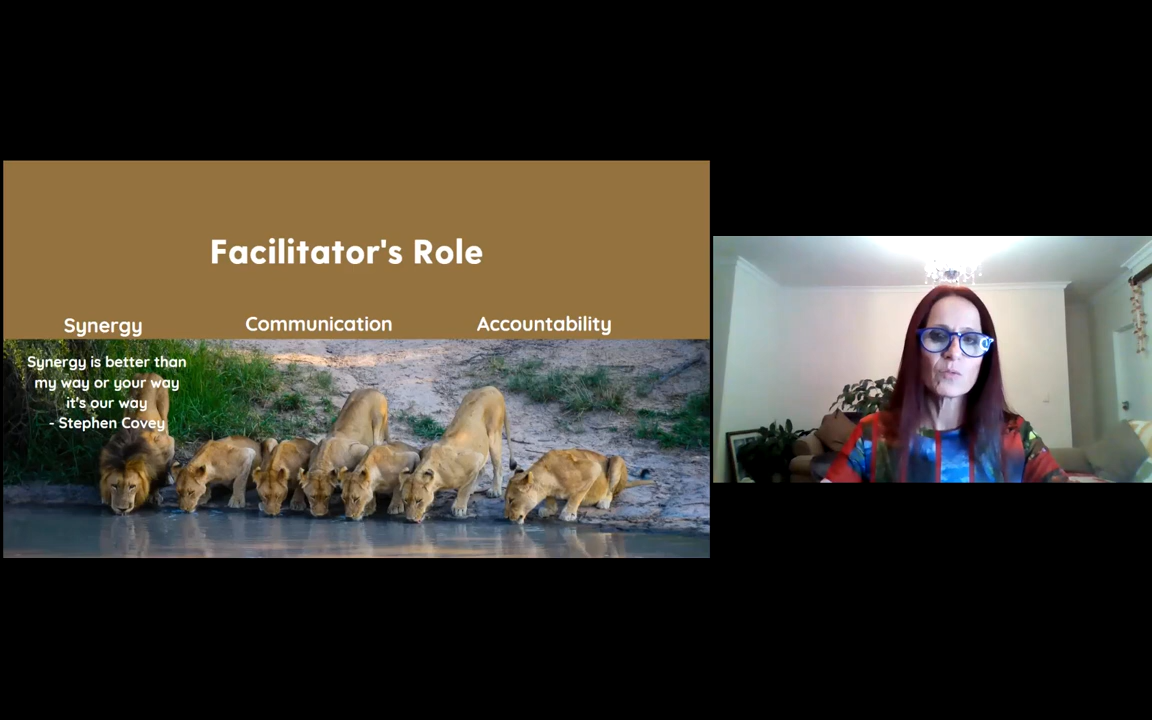 Facilitator's Role
Synergy
Communication
Accountability
Synergy is better than
my way or your way
it's our way
- Stephen Covey